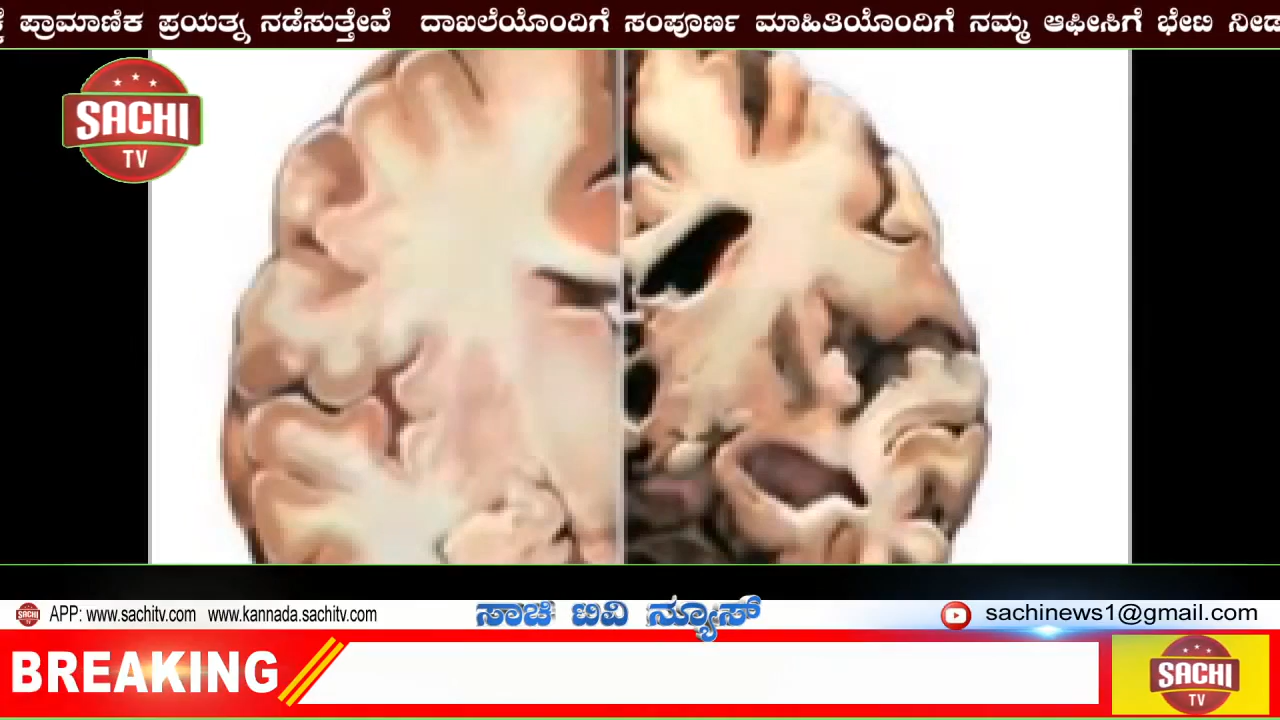 ಪ್ರಾಮಾಣಿಕ ಪ್ರಯತ್ನ ನಡೆಸುತ್ತೇವೆ ದಾಖಲೆಯೊಂದಿಗೆ ಸಂಪೂರ್ಣ ಮಾಹಿತಿಯೊಂದಿಗೆ ನಮ್ಮ ಆಫೀಸಿಗೆ ಭೇಟಿ
SACHI
TV
APP: www.sachitv.com www.kannada.sachitv.com ಸಾಚಿ ಟಿವಿ ನ್ಯೂಸ್ sachinews1@gmail.com
BREAKING
SACHI
TV